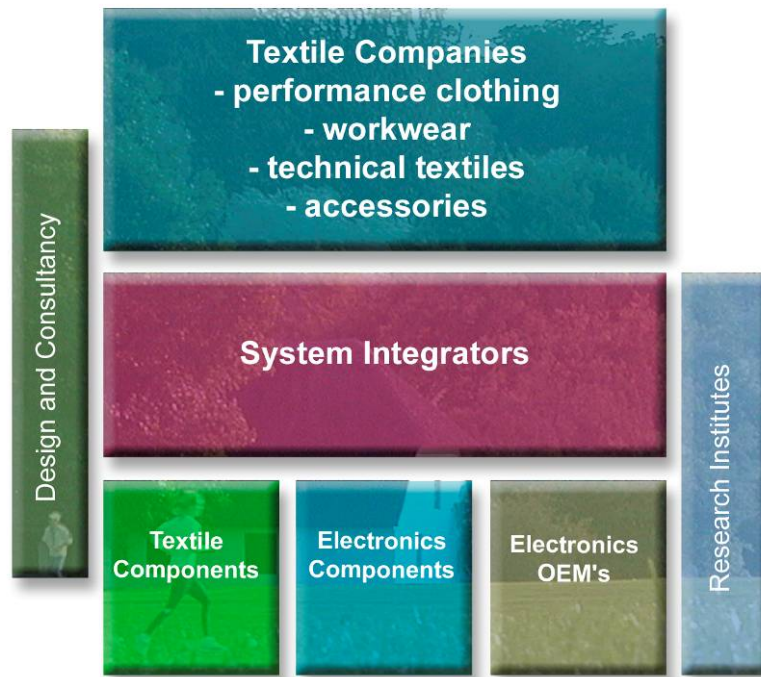 Textile Companies
- performance clothing
- workwear
- technical textiles
- accessories
Design and Consultancy
System Integrators
Research Institutes
Textile
Components
Electronics
Components
Electronics
OEM's